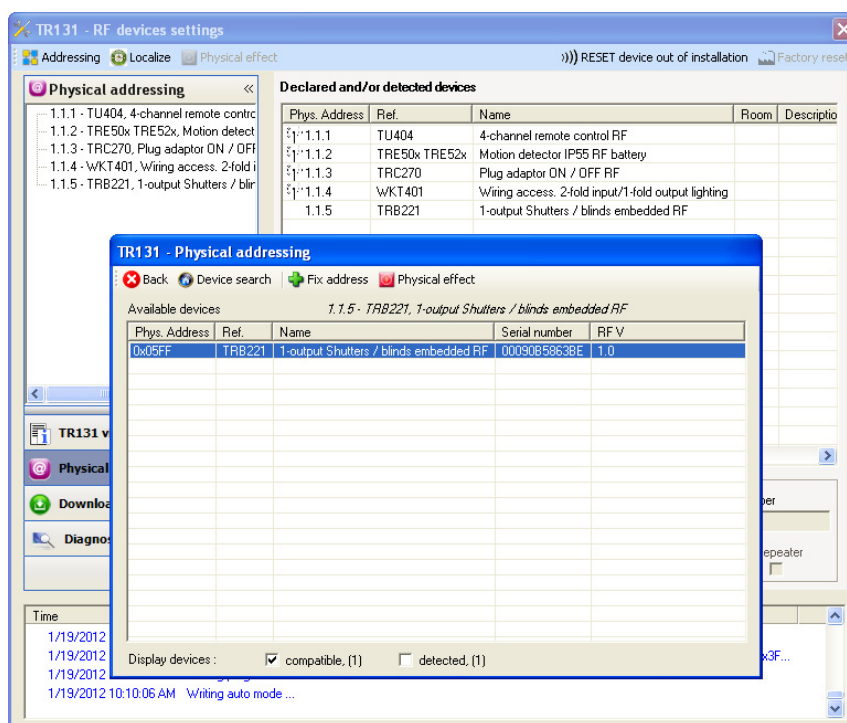 TR131 - RF devices settings
Addressing Localize Physical effect RESET device out of installation Factory rese
Physical addressing
1.1.1 - TU404, 4-channel remote contrc
1.1.2 - TRE50x TRE52x, Motion detect
1.1.3 - TRC270, Plug adaptor ON / OFF
1.1.4 - WKT401, Wiring access. 2-fold i
1.1.5 - TRB221, 1-output Shutters / blir
Declared and/or detected devices
Phys. Address Ref. Name Room Descriptio
1.1.1 TU404 4-channel remote control RF
1.1.2 TRE50x TRE52x Motion detector IP55 RF battery
1.1.3 TRC270 Plug adaptor ON / OFF RF
1.1.4 WKT401 Wiring access. 2-fold input/1-fold output lighting
1.1.5 TRB221 1-output Shutters / blinds embedded RF
TR131 - Physical addressing
Back Device search Fix address Physical effect
Available devices 1.1.5 - TRB221, 1-output Shutters / blinds embedded RF
Phys. Address Ref. Name Serial number RF V
0x05FF TRB221 1-output Shutters / blinds embedded RF 00090B5863BE 1.0
Display devices : compatible, (1) detected, (1)
TR131 v
Physical
Downloa
Diagnos
ber
epeater
Time
1/19/2012
1/19/2012 x3F...
1/19/2012
1/19/2012 10:10:06 AM Writing auto mode ...